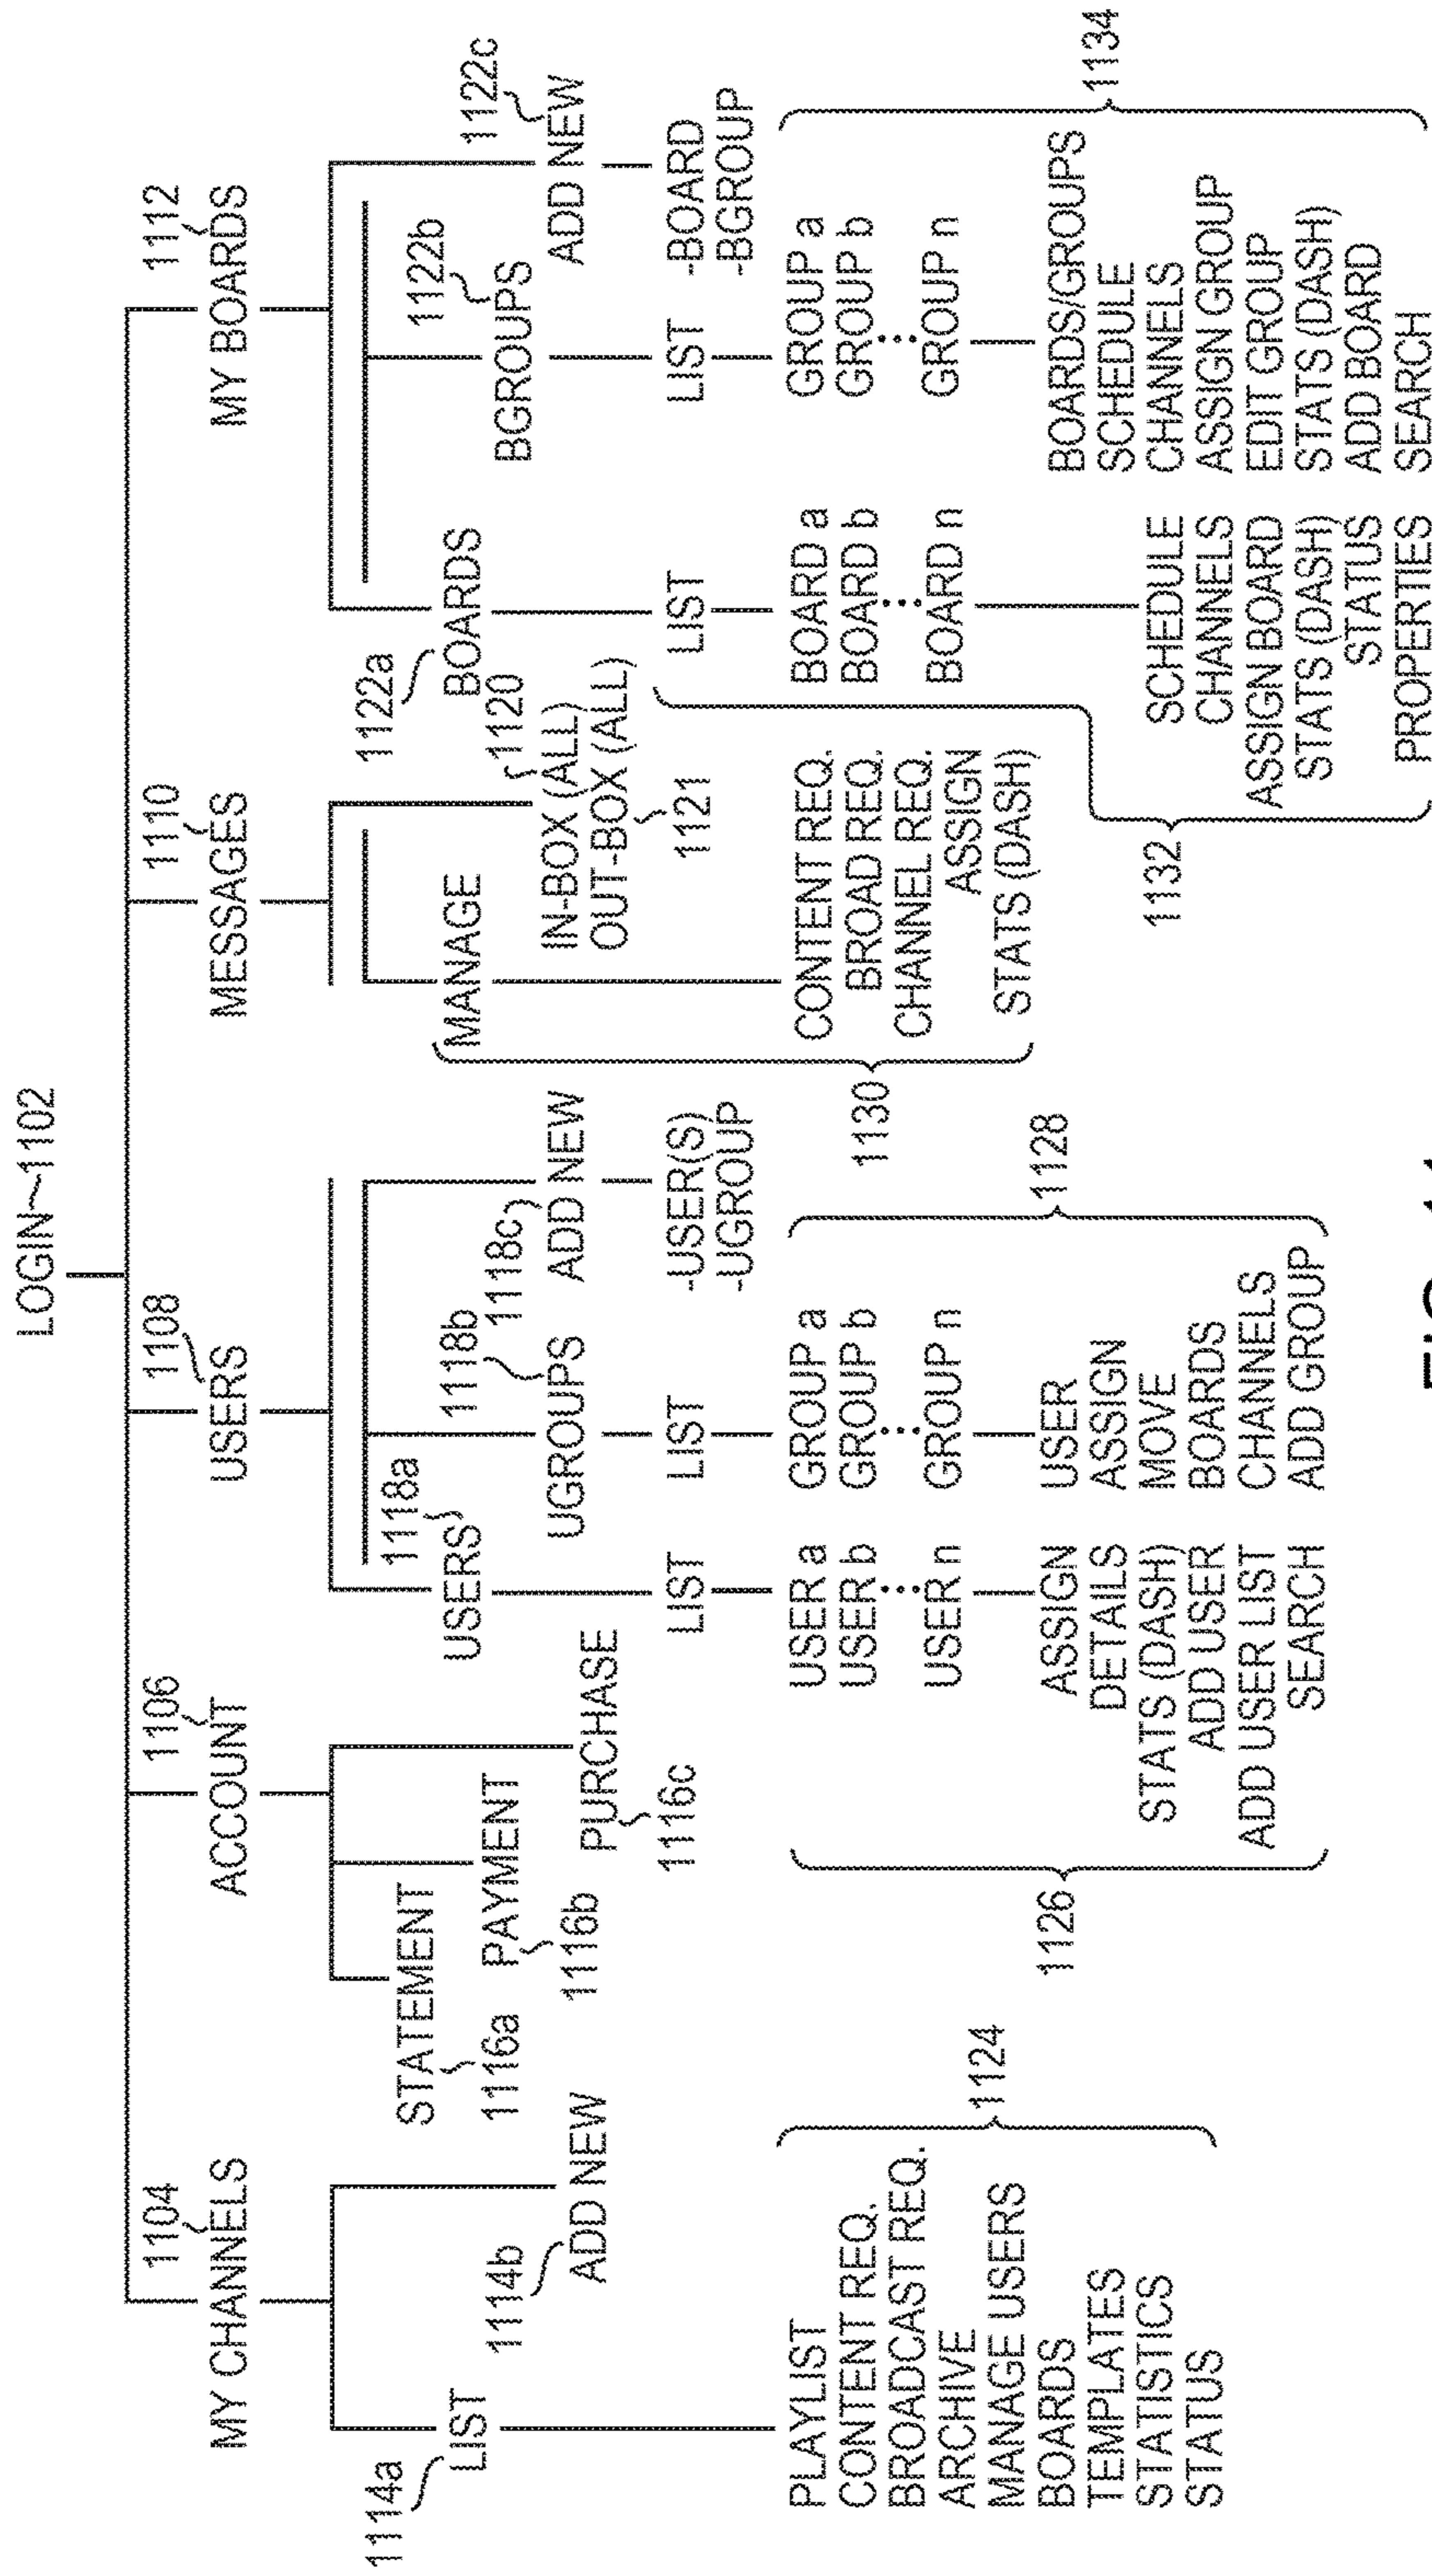 LOGIN~1102
1104
MY CHANNELS
1106
ACCOUNT
1108
USERS
1110
MESSAGES
1112
MY BOARDS
1114a
LIST
1114b
ADD NEW
PLAYLIST
CONTENT REQ.
BROADCAST REQ.
ARCHIVE
MANAGE USERS
BOARDS
TEMPLATES
STATISTICS
STATUS
1124
STATEMENT
1116a
PAYMENT
1116b
PURCHASE
1116c
1118a
USERS
LIST
USER a
USER b
USER n
ASSIGN
DETAILS
STATS (DASH)
ADD USER
ADD USER LIST
SEARCH
1126
1118b
UGROUPS
LIST
GROUP a
GROUP b
GROUP n
USER
ASSIGN
MOVE
BOARDS
CHANNELS
ADD GROUP
1128
1118c
ADD NEW
-USER(S)
-UGROUP
MANAGE
CONTENT REQ.
BROAD REQ.
CHANNEL REQ.
ASSIGN
STATS (DASH)
1130
1120
IN-BOX (ALL)
OUT-BOX (ALL)
1121
1122a
BOARDS
LIST
BOARD a
BOARD b
BOARD n
SCHEDULE
CHANNELS
ASSIGN BOARD
STATS (DASH)
STATUS
PROPERTIES
1132
1122b
BGROUPS
LIST
GROUP a
GROUP b
GROUP n
BOARDS/GROUPS
SCHEDULE
CHANNELS
ASSIGN GROUP
EDIT GROUP
STATS (DASH)
ADD BOARD
SEARCH
1134
1122c
ADD NEW
-BOARD
-BGROUP